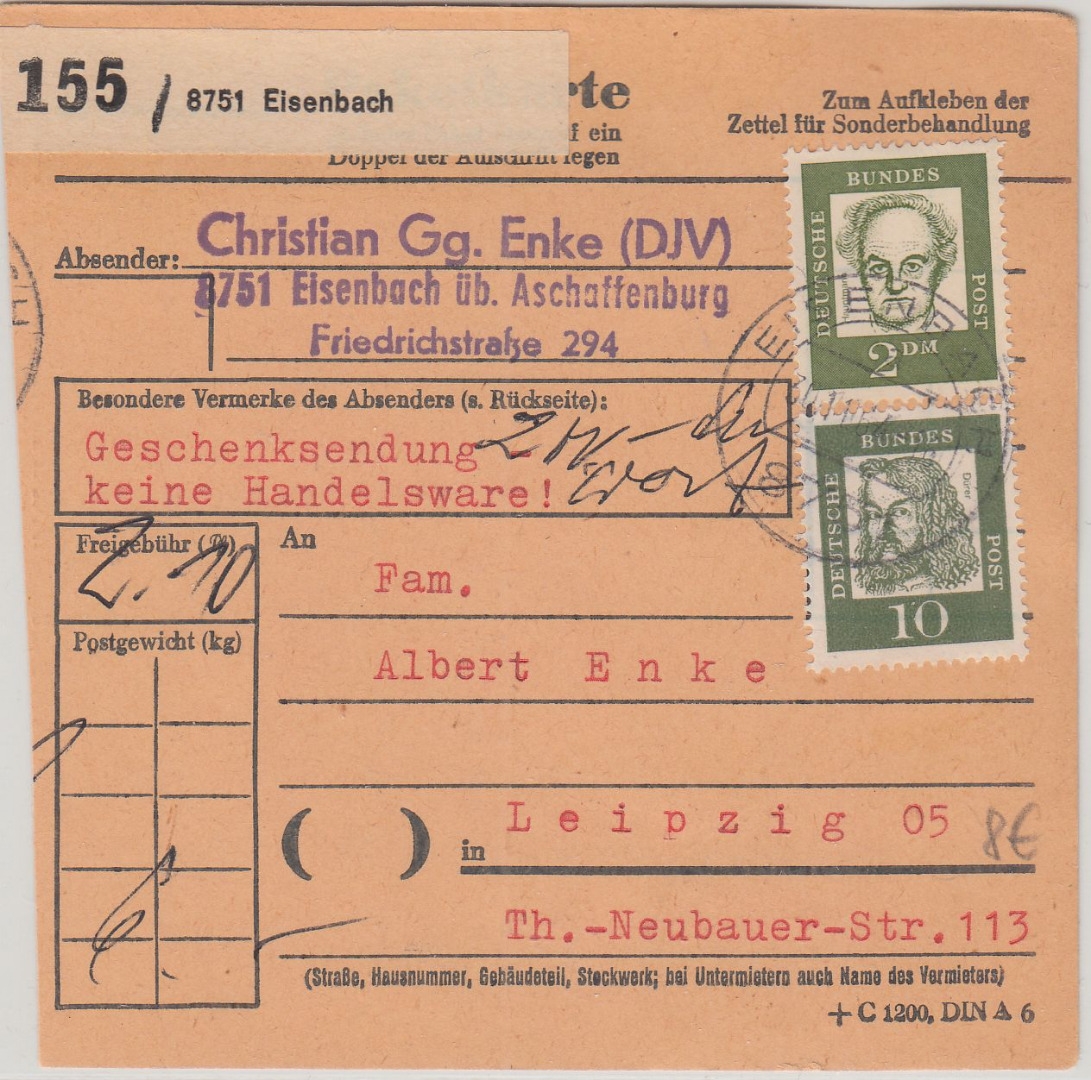 155 / 8751 Eisenbach
rte
Zum Aufkleben der
Zettel für Sonderbehandlung
f ein
Doppel der Aufschrift legen
Absender:
Christian Gg. Enke (DJV)
8751 Eisenbach üb. Aschaffenburg
Friedrichstraße 294
DEUTSCHE BUNDES POST
2 DM
Besondere Vermerke des Absenders (s. Rückseite):
Geschenksendung -
keine Handelsware!
DEUTSCHE BUNDES POST
Dürer
10
Freigebühr
2.10
An
Fam.
Postgewicht (kg)
Albert Enke
( ) in Leipzig 05
8€
Th.-Neubauer-Str.113
(Straße, Hausnummer, Gebäudeteil, Stockwerk; bei Untermietern auch Name des Vermieters)
+ C 1200, DIN A 6